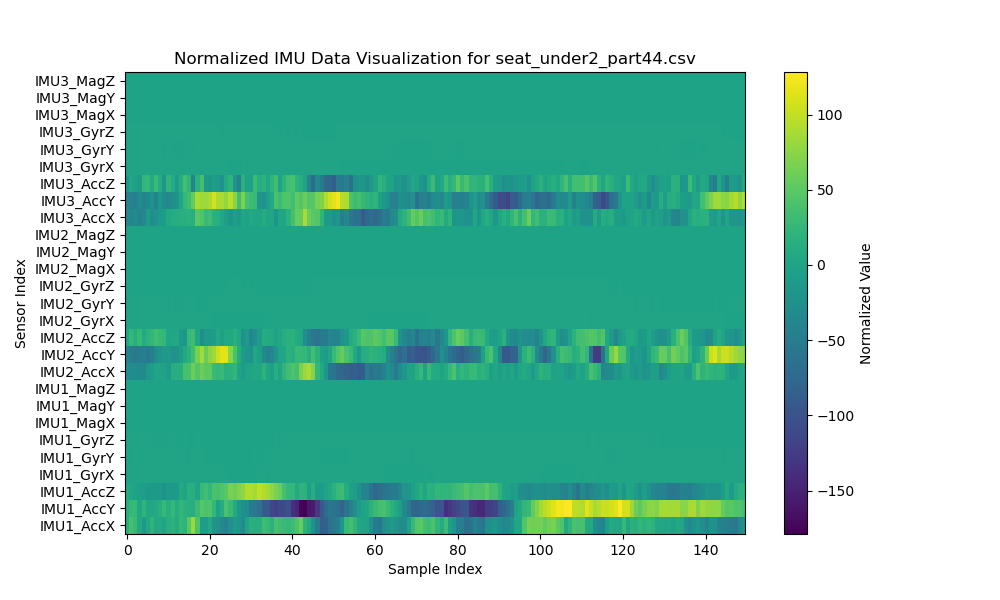 Normalized IMU Data Visualization for seat_under2_part44.csv
IMU3_MagZ
IMU3_MagY
IMU3_MagX
IMU3_GyrZ
IMU3_GyrY
IMU3_GyrX
IMU3_AccZ
IMU3_AccY
IMU3_AccX
IMU2_MagZ
IMU2_MagY
IMU2_MagX
IMU2_GyrZ
IMU2_GyrY
IMU2_GyrX
IMU2_AccZ
IMU2_AccY
IMU2_AccX
IMU1_MagZ
IMU1_MagY
IMU1_MagX
IMU1_GyrZ
IMU1_GyrY
IMU1_GyrX
IMU1_AccZ
IMU1_AccY
IMU1_AccX
Sensor Index
0 20 40 60 80 100 120 140
Sample Index
100
50
0
−50
−100
−150
Normalized Value